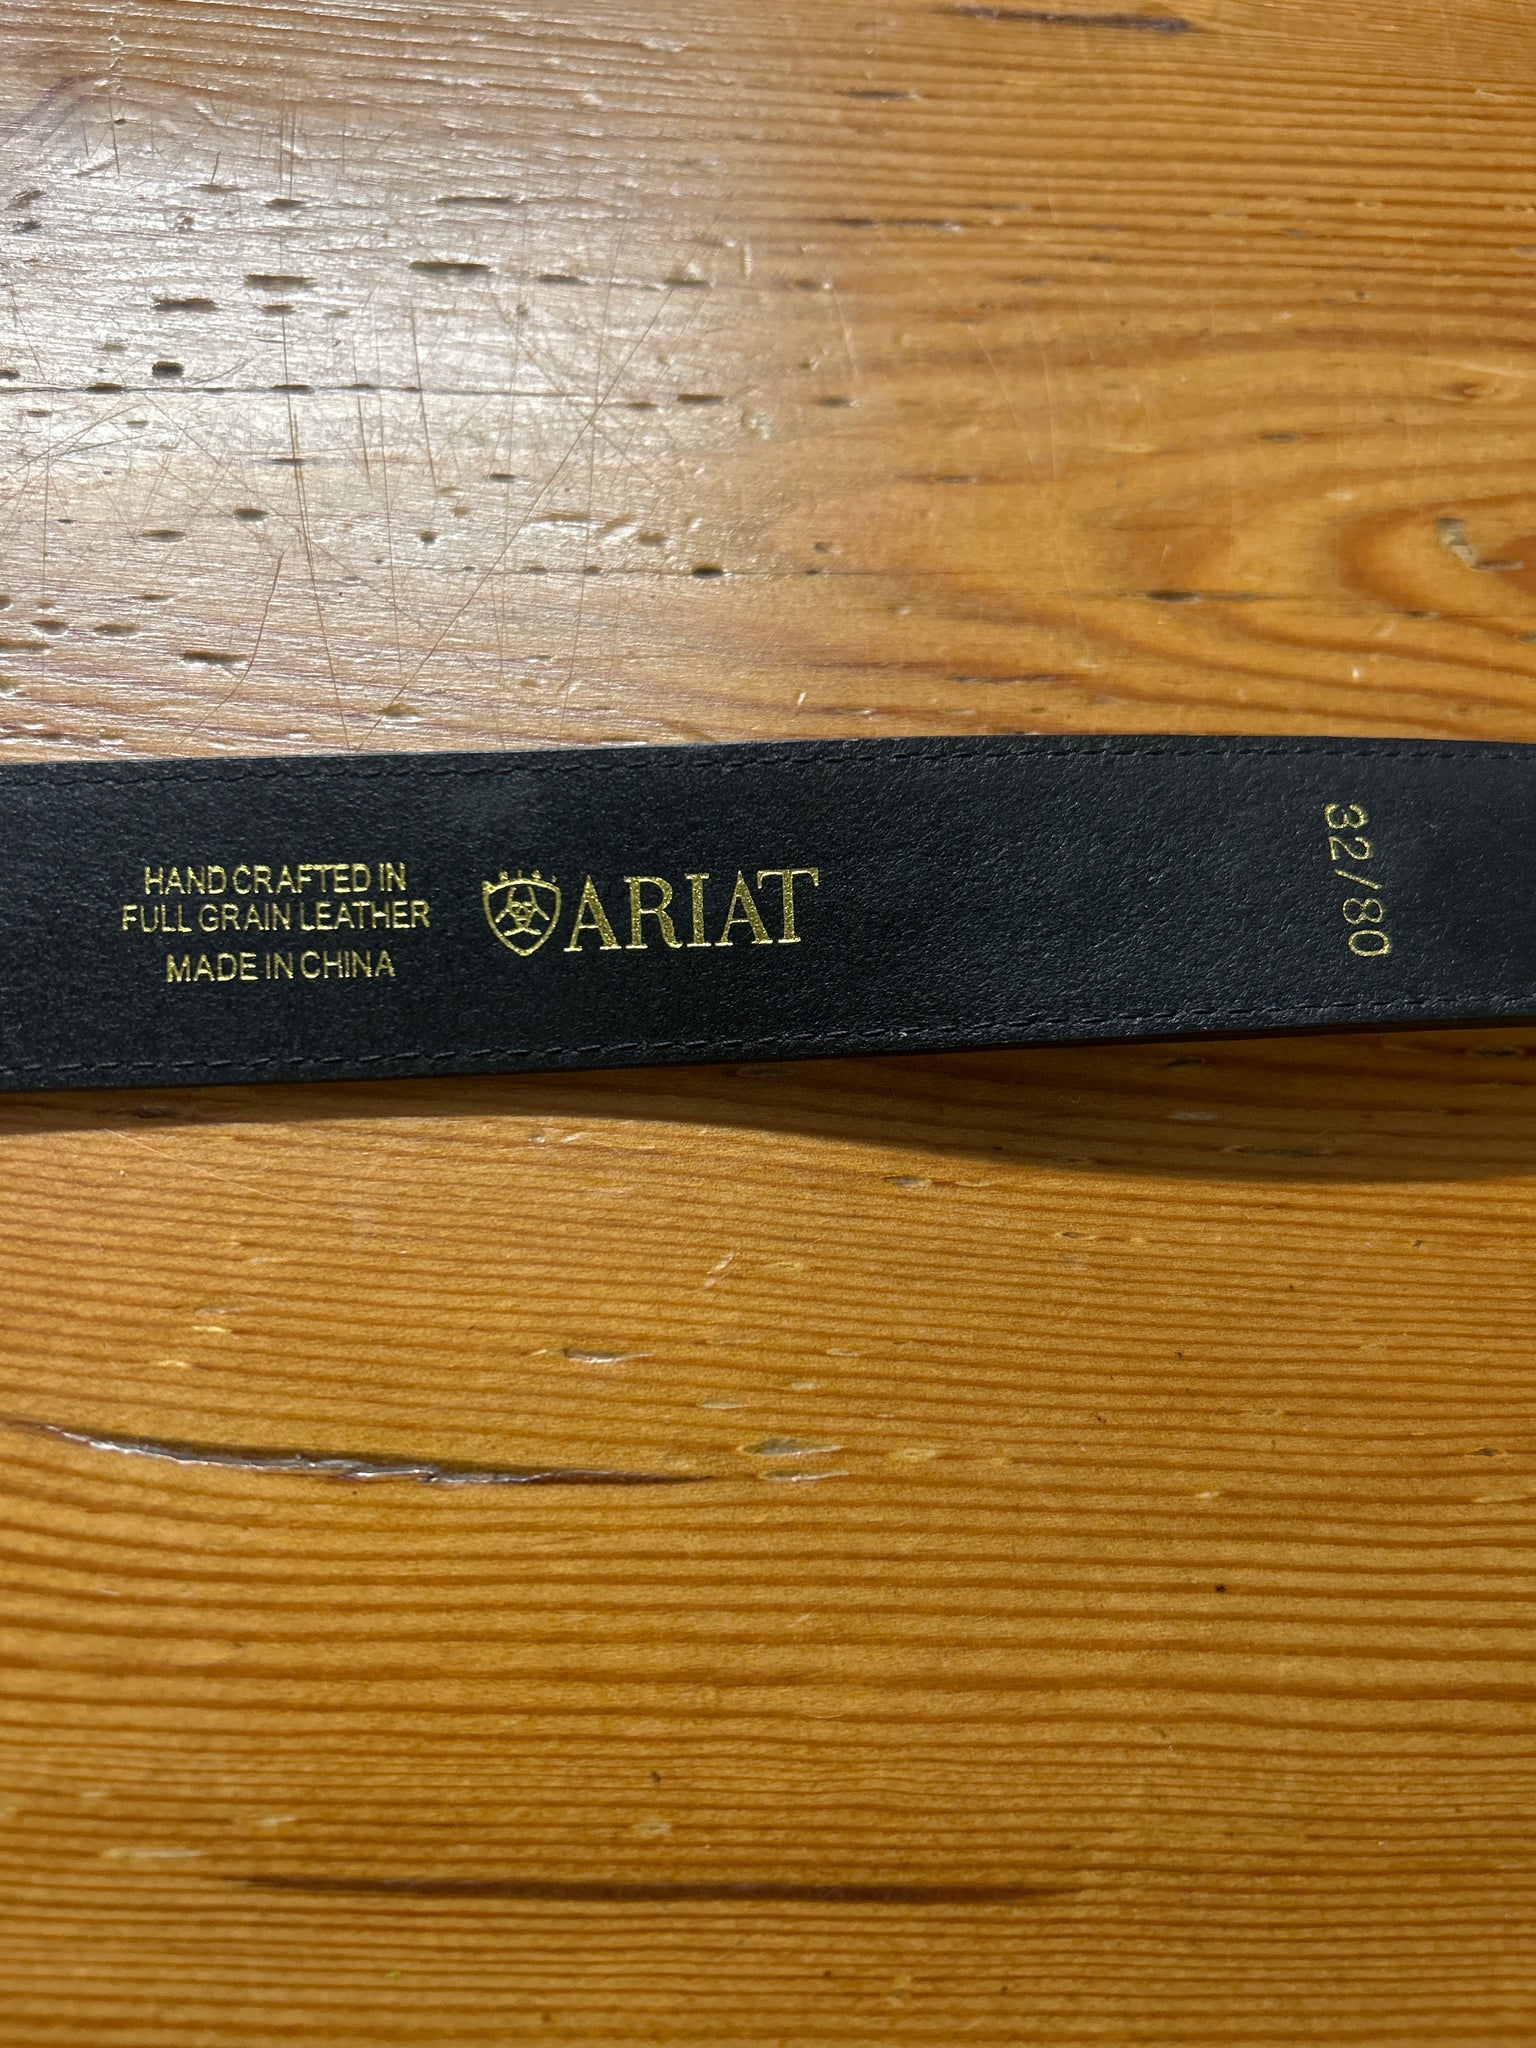 HAND CRAFTED IN
FULL GRAIN LEATHER
MADE IN CHINA
ARIAT
32/80